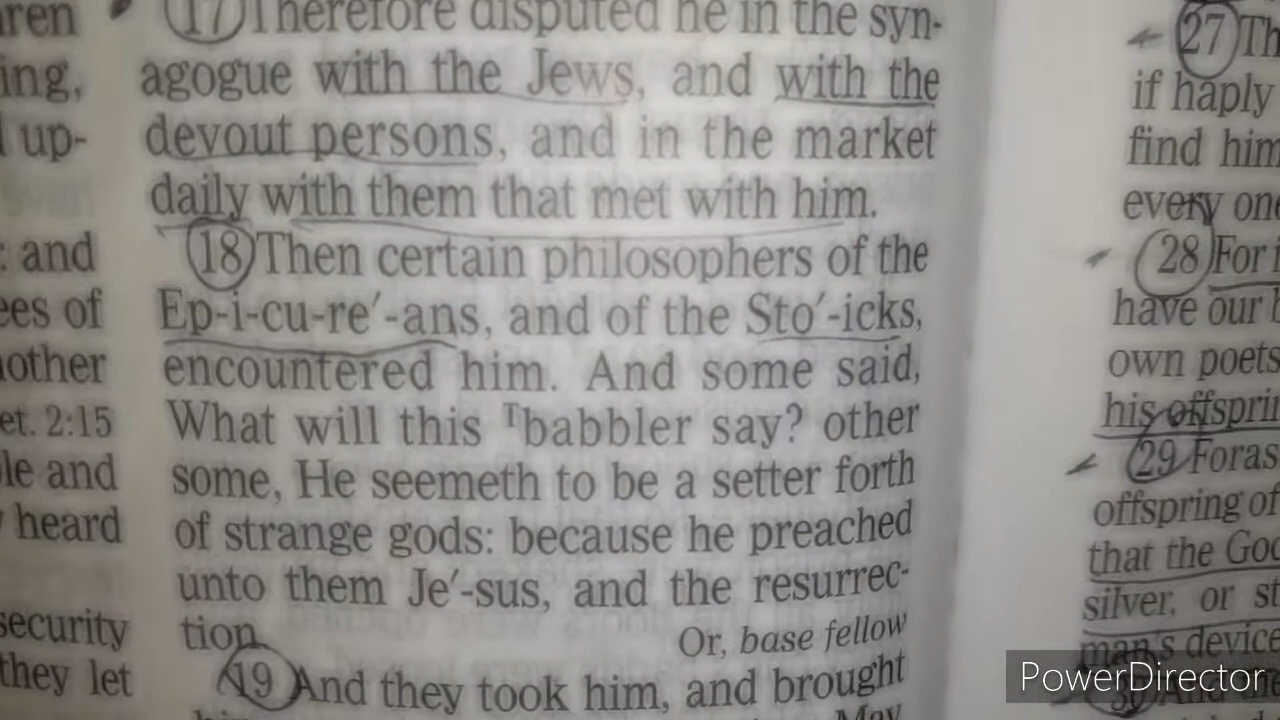 ren
ing,
up-
: and
ees of
nother
et. 2:15
le and
heard
security
they let
17 Therefore disputed he in the syn-
agogue with the Jews, and with the
devout persons, and in the market
daily with them that met with him.
18 Then certain philosophers of the
Ep-i-cu-re′-ans, and of the Sto′-icks,
encountered him. And some said,
What will this ┌babbler say? other
some, He seemeth to be a setter forth
of strange gods: because he preached
unto them Je′-sus, and the resurrec-
tion.
Or, base fellow
19 And they took him, and brought
May
27 Th
if haply
find him
every one
28 For
have our
own poets
his offsprin
29 Foras
offspring of
that the God
silver, or st
man's device
30 And
PowerDirector